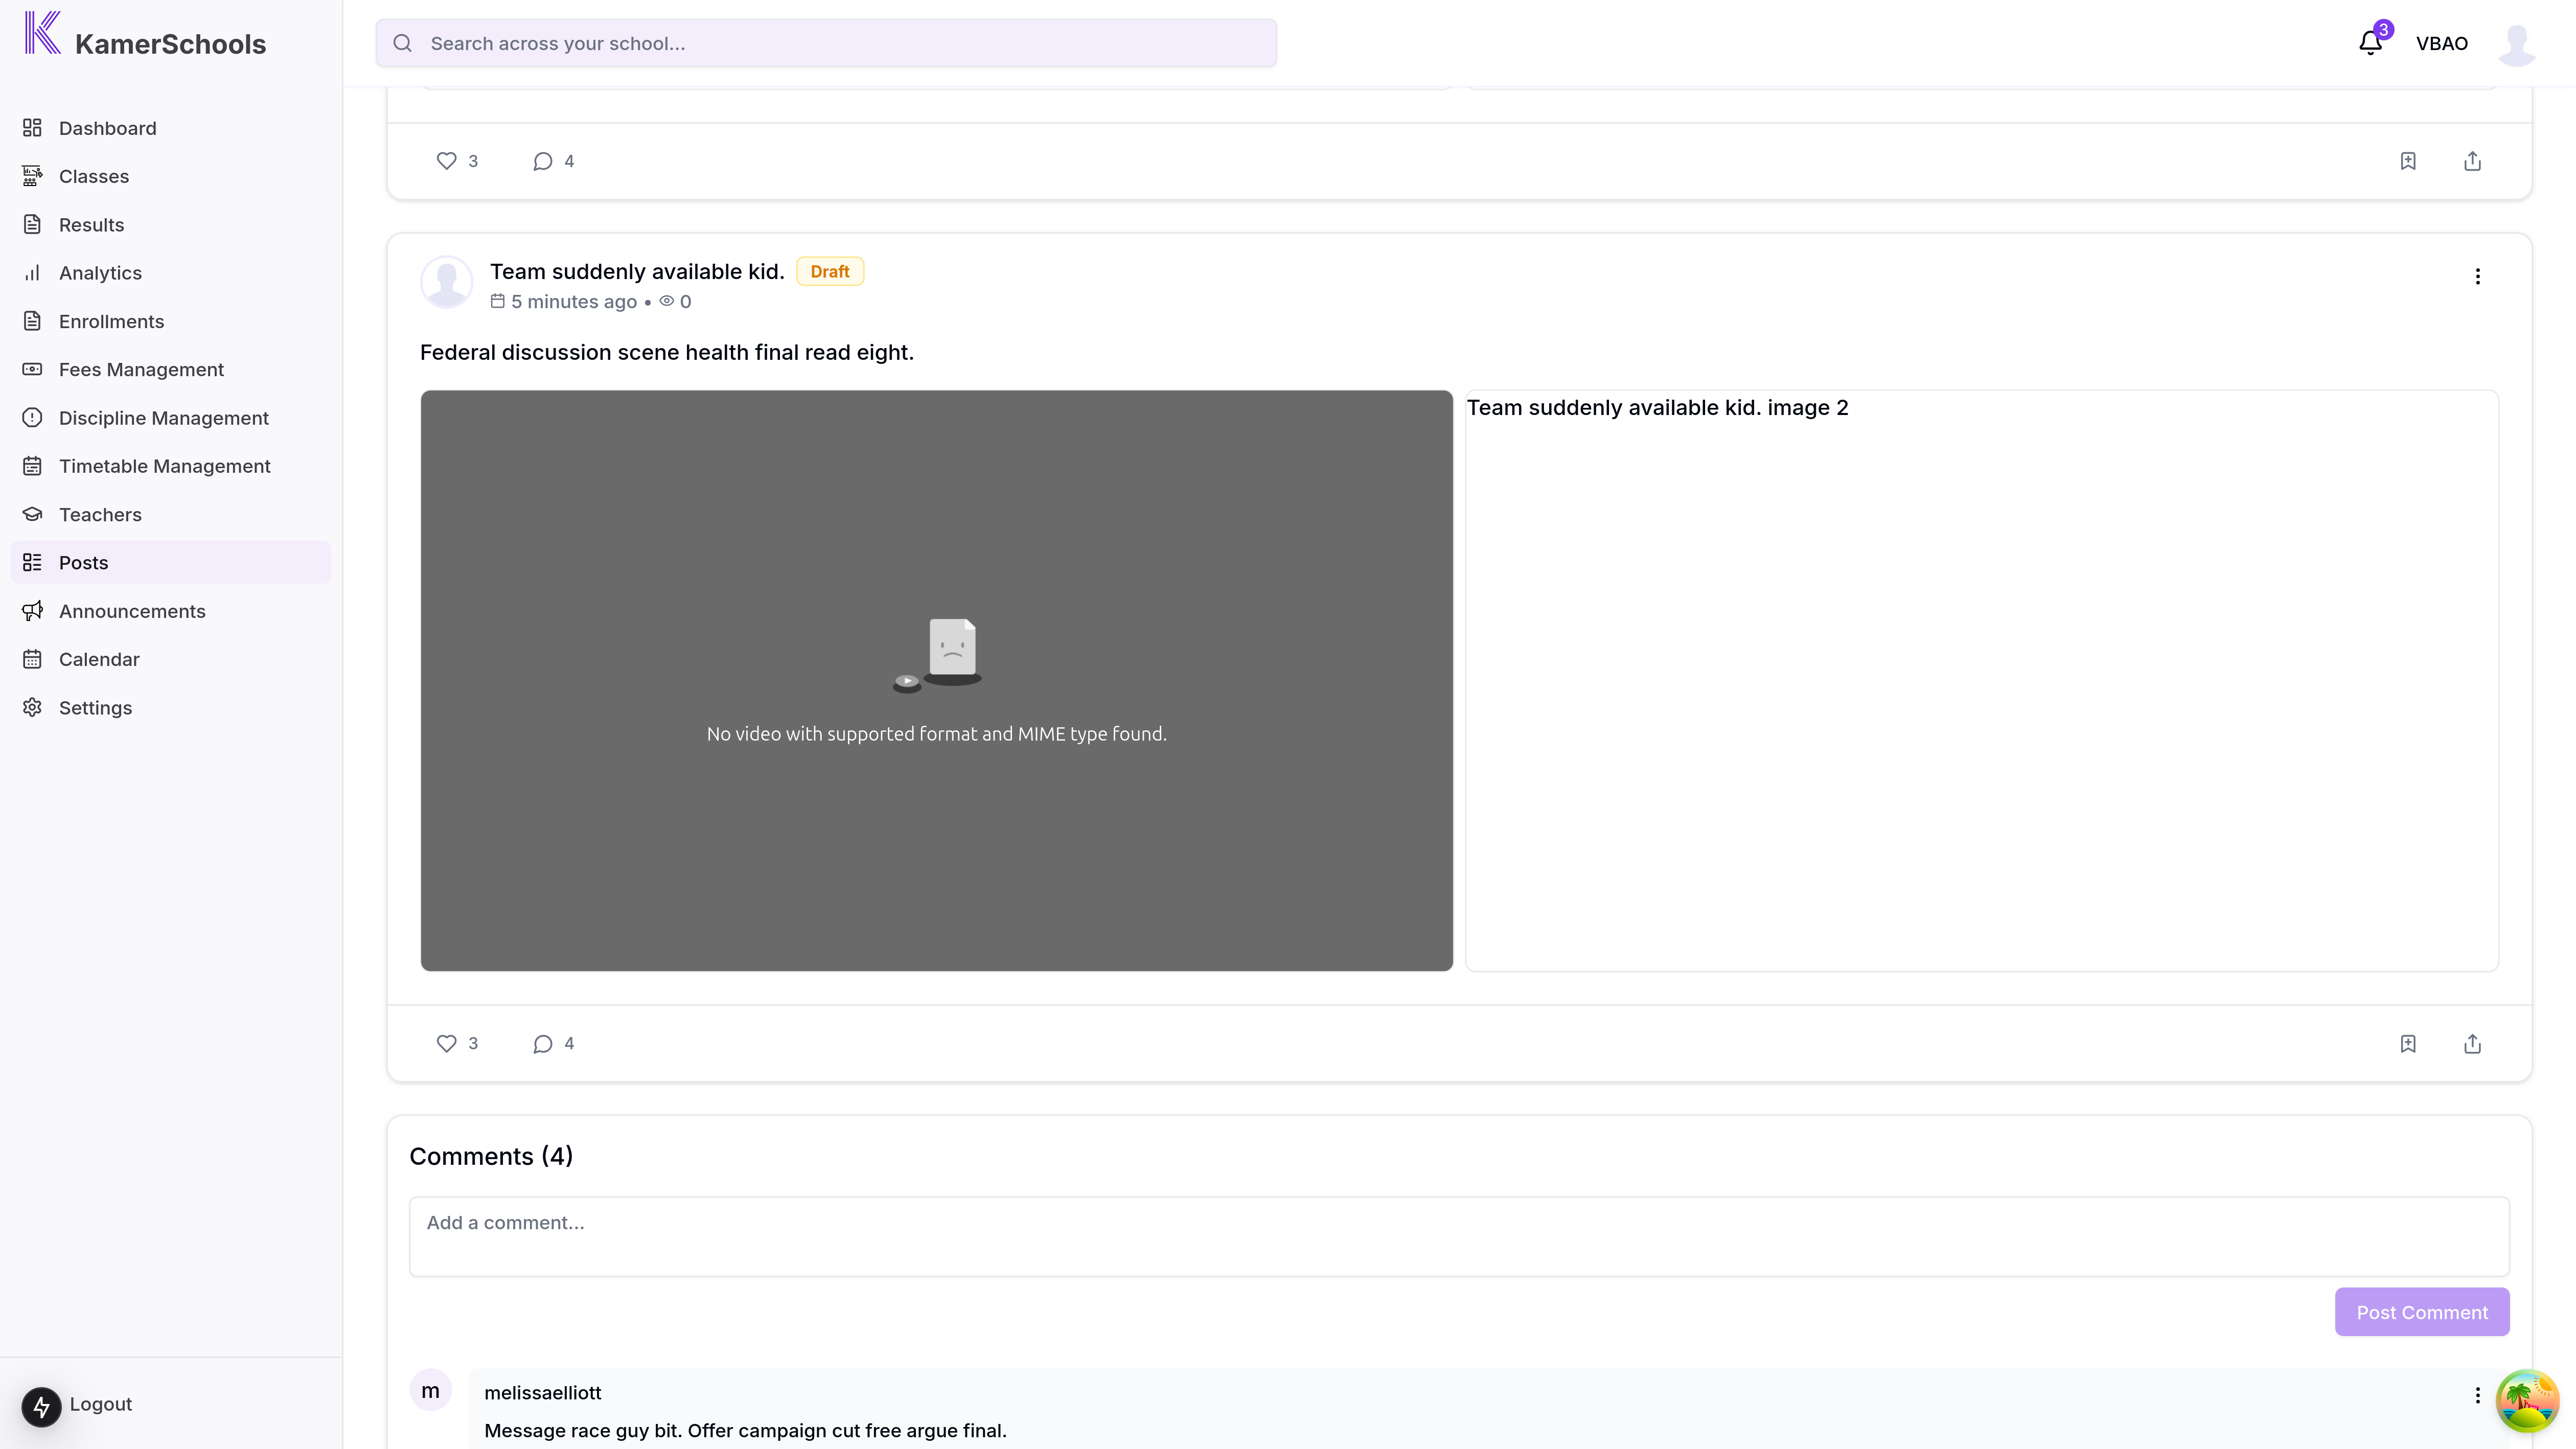 KamerSchools
Search across your school...
3
VBAO
Dashboard
Classes
Results
Analytics
Enrollments
Fees Management
Discipline Management
Timetable Management
Teachers
Posts
Announcements
Calendar
Settings
Logout
3 4
Team suddenly available kid. Draft
5 minutes ago • 0
Federal discussion scene health final read eight.
No video with supported format and MIME type found.
Team suddenly available kid. image 2
3 4
Comments (4)
Add a comment...
Post Comment
m
melissaelliott
Message race guy bit. Offer campaign cut free argue final.